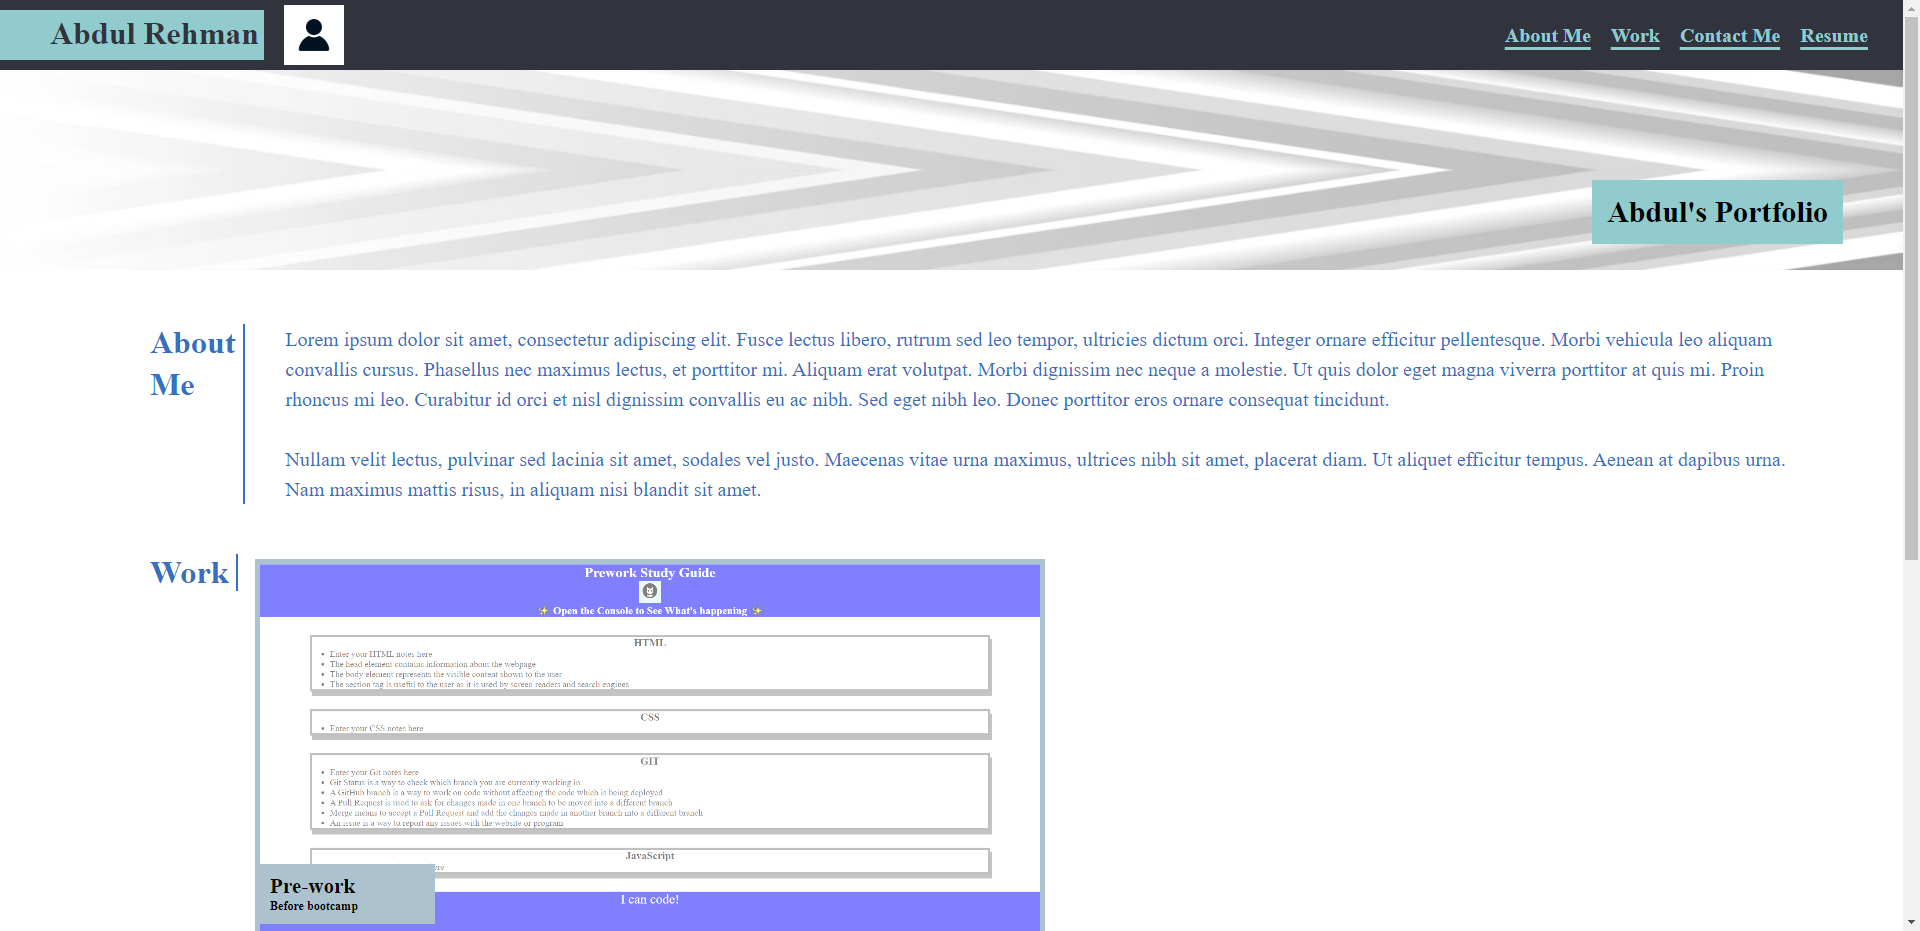 Abdul Rehman
About Me Work Contact Me Resume
Abdul's Portfolio
About
Me
Lorem ipsum dolor sit amet, consectetur adipiscing elit. Fusce lectus libero, rutrum sed leo tempor, ultricies dictum orci. Integer ornare efficitur pellentesque. Morbi vehicula leo aliquam
convallis cursus. Phasellus nec maximus lectus, et porttitor mi. Aliquam erat volutpat. Morbi dignissim nec neque a molestie. Ut quis dolor eget magna viverra porttitor at quis mi. Proin
rhoncus mi leo. Curabitur id orci et nisl dignissim convallis eu ac nibh. Sed eget nibh leo. Donec porttitor eros ornare consequat tincidunt.
Nullam velit lectus, pulvinar sed lacinia sit amet, sodales vel justo. Maecenas vitae urna maximus, ultrices nibh sit amet, placerat diam. Ut aliquet efficitur tempus. Aenean at dapibus urna.
Nam maximus mattis risus, in aliquam nisi blandit sit amet.
Work
Prework Study Guide
✨ Open the Console to See What's happening ✨
HTML
• Enter your HTML notes here
• The head element contains information about the webpage
• The body element represents the visible content shown to the user
• The section tag is useful to the user as it is used by screen readers and search engines
CSS
• Enter your CSS notes here
GIT
• Enter your Git notes here
• Git Status is a way to check which branch you are currently working in
• A GitHub branch is a way to work on code without affecting the code which is being deployed
• A Pull Request is used to ask for changes made in one branch to be moved into a different branch
• Merge means to accept a Pull Request and add the changes made in another branch into a different branch
• An issue is a way to report any issues with the website or program
JavaScript
Pre-work
Before bootcamp
I can code!